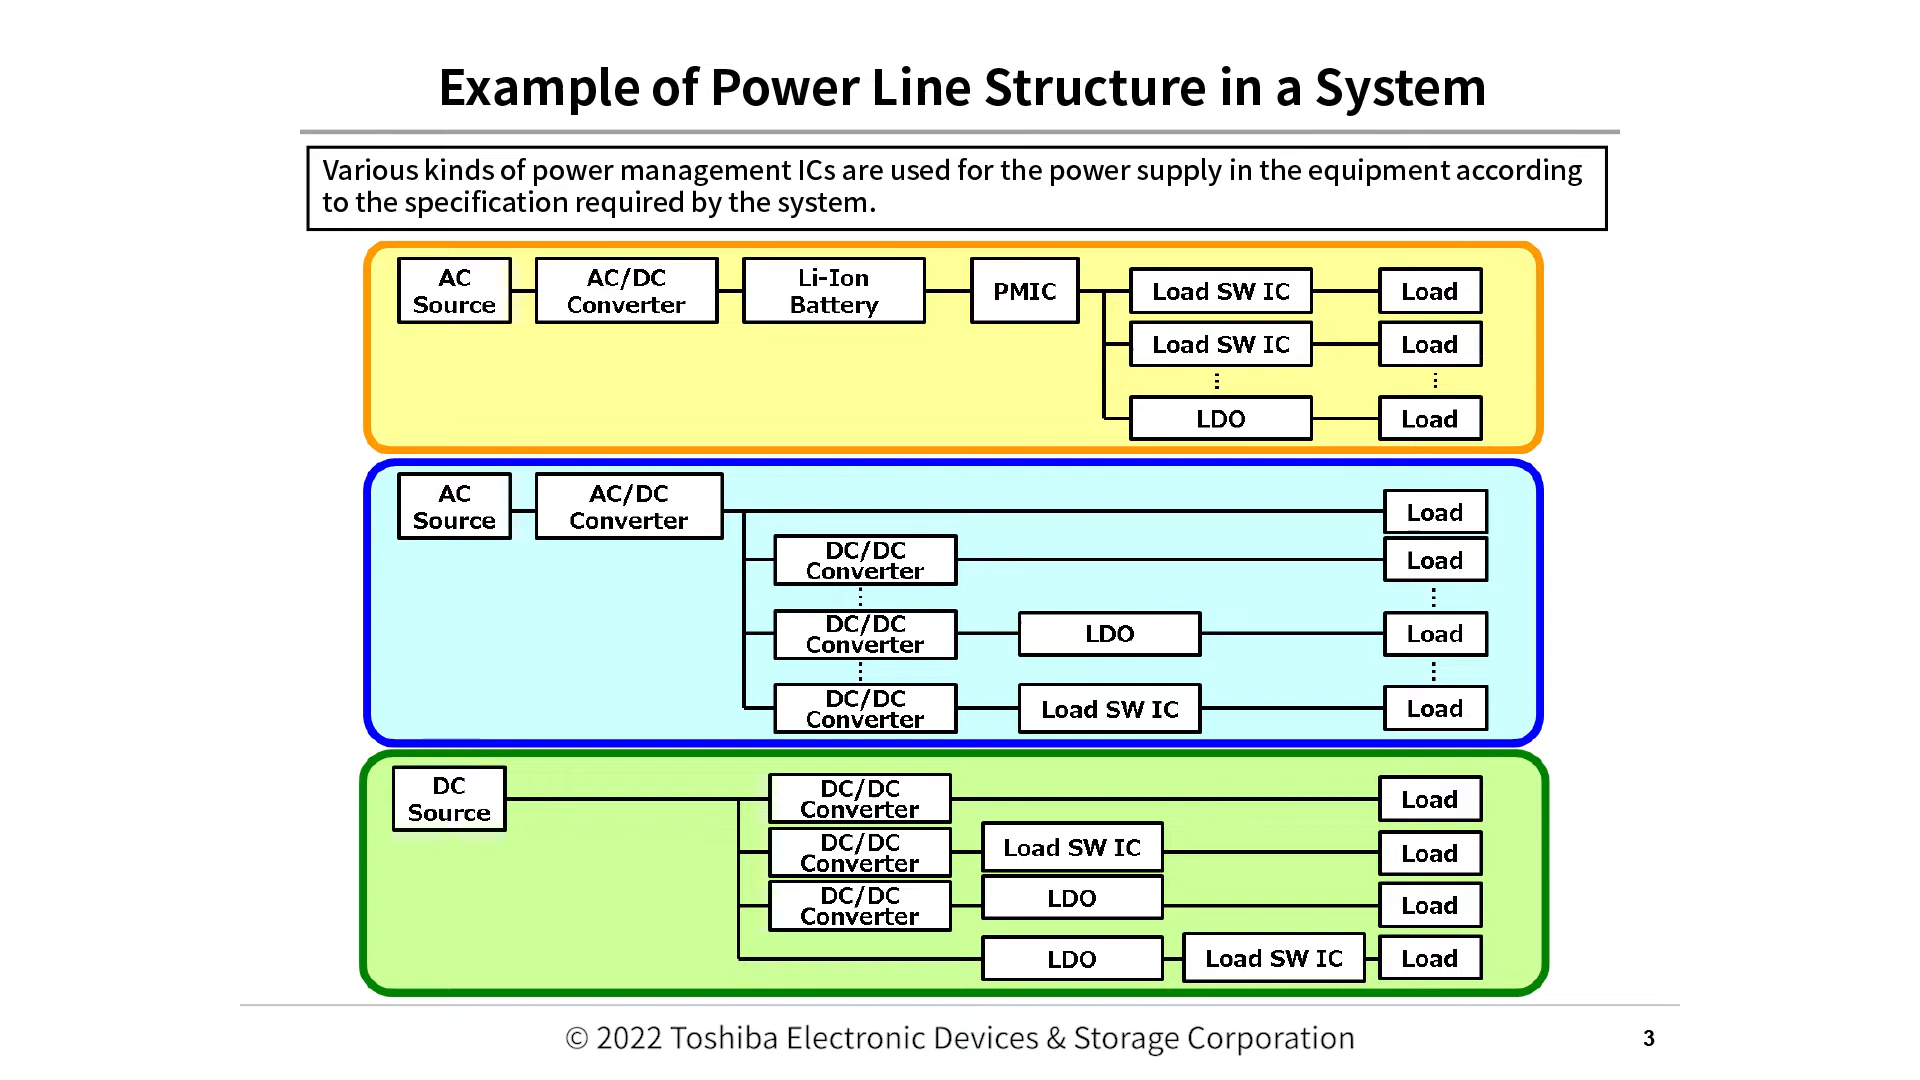 Example of Power Line Structure in a System
Various kinds of power management ICs are used for the power supply in the equipment according
to the specification required by the system.
AC
Source
AC/DC
Converter
Li-Ion
Battery
PMIC
Load SW IC
Load
Load SW IC
Load
LDO
Load
AC
Source
AC/DC
Converter
Load
DC/DC
Converter
Load
DC/DC
Converter
LDO
Load
DC/DC
Converter
Load SW IC
Load
DC
Source
DC/DC
Converter
Load
DC/DC
Converter
Load SW IC
Load
DC/DC
Converter
LDO
Load
LDO
Load SW IC
Load
© 2022 Toshiba Electronic Devices & Storage Corporation
3